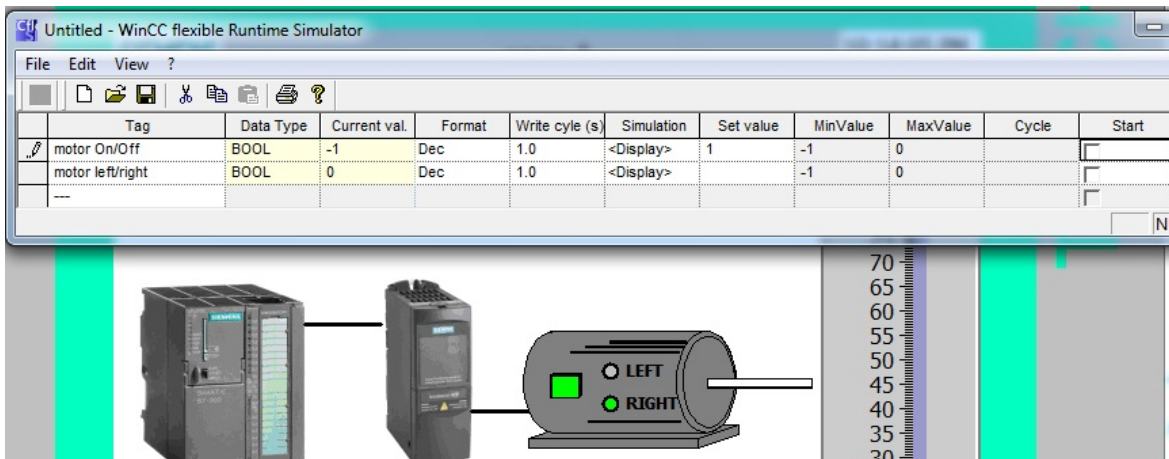 Untitled - WinCC flexible Runtime Simulator
File Edit View ?
Tag Data Type Current val. Format Write cyle (s) Simulation Set value MinValue MaxValue Cycle Start
motor On/Off BOOL -1 Dec 1.0 <Display> 1 -1 0
motor left/right BOOL 0 Dec 1.0 <Display> -1 0
---
N
70
65
60
55
50
45
40
35
30
SIEMENS
LEFT
RIGHT